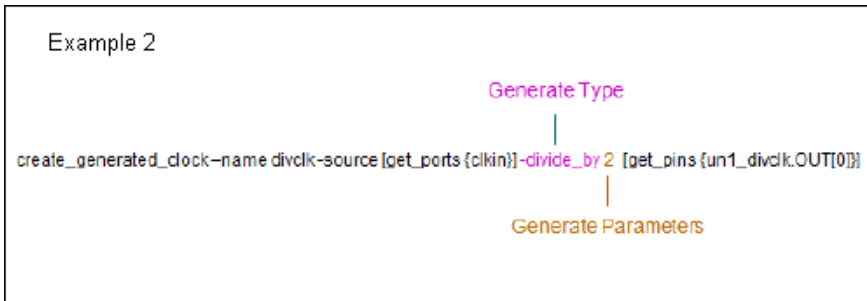 Example 2
Generate Type
create_generated_clock–name divclk-source [get_ports {clkin}] -divide_by 2 [get_pins {un1_divclk.OUT[0]}]
Generate Parameters